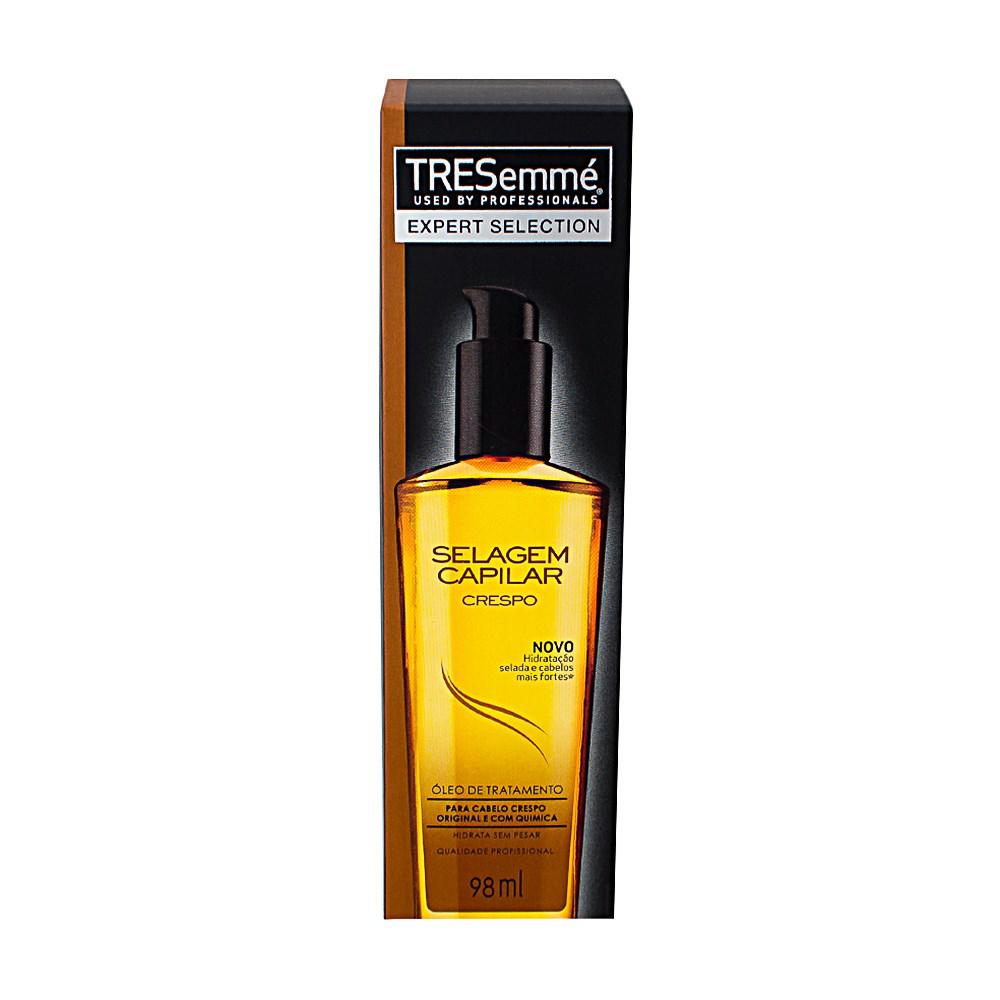 TRESemmé®
USED BY PROFESSIONALS
EXPERT SELECTION
SELAGEM
CAPILAR
CRESPO
NOVO
Hidratação
selada e cabelos
mais fortes*
ÓLEO DE TRATAMENTO
PARA CABELO CRESPO
ORIGINAL E COM QUIMICA
HIDRATA SEM PESAR
QUALIDADE PROFISSIONAL
98ml